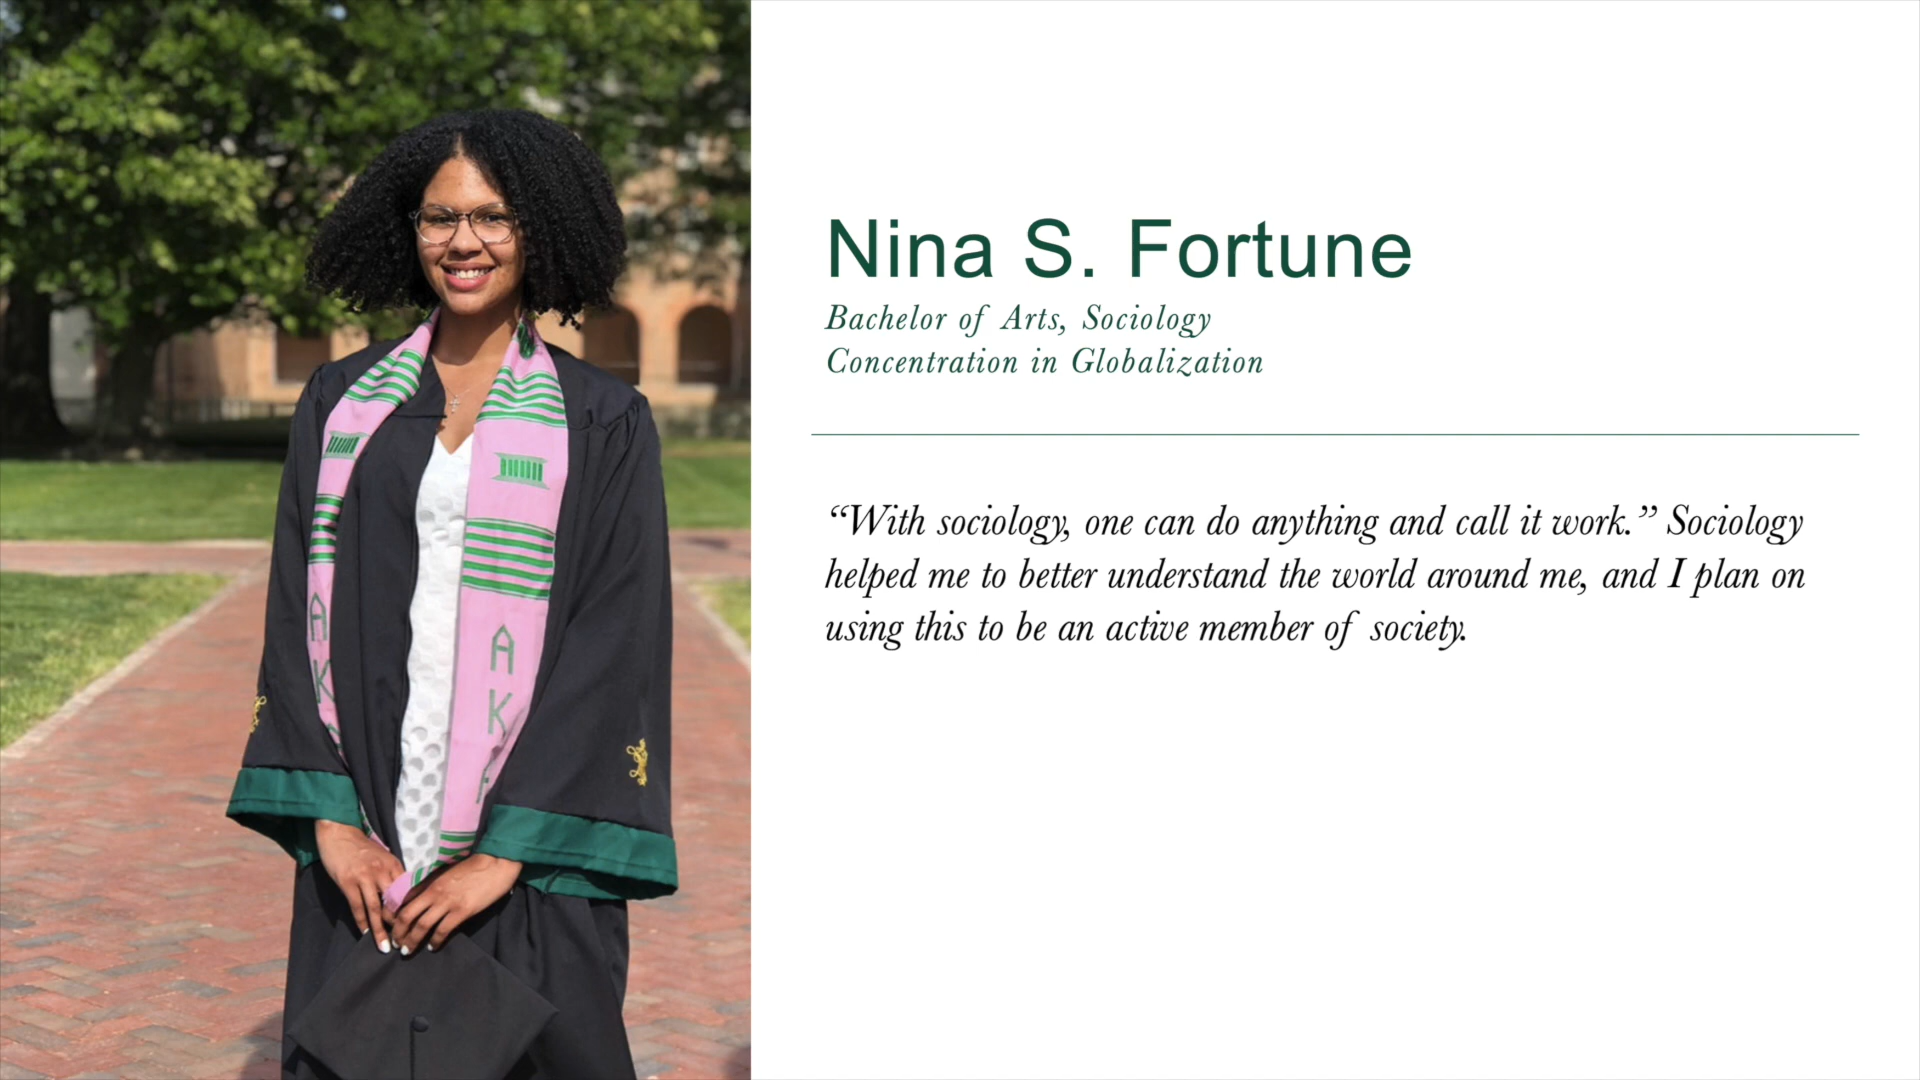 Nina S. Fortune
Bachelor of Arts, Sociology
Concentration in Globalization
“With sociology, one can do anything and call it work.” Sociology
helped me to better understand the world around me, and I plan on
using this to be an active member of society.
A
K
A
K